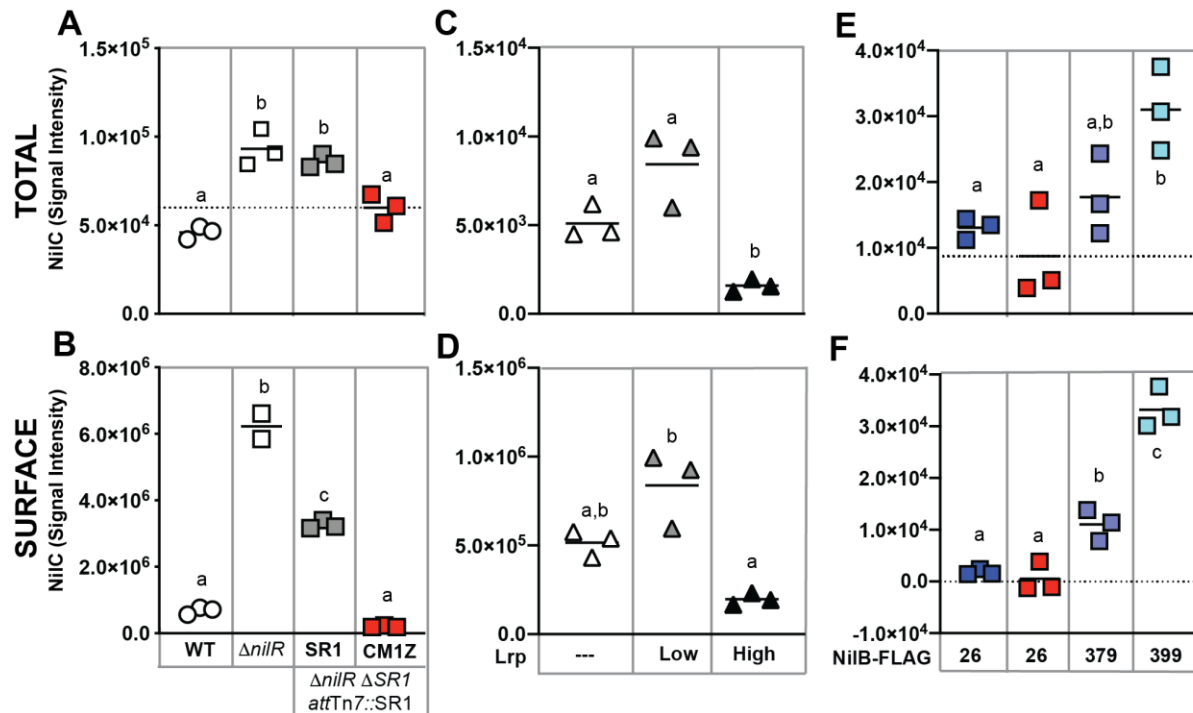 TOTAL
NilC (Signal Intensity)
A
1.5×10⁵
1.0×10⁵
5.0×10⁴
0.0
a
b
b
a
C
1.5×10⁴
1.0×10⁴
5.0×10³
0.0
a
a
b
E
4.0×10⁴
3.0×10⁴
2.0×10⁴
1.0×10⁴
0.0
a
a
a,b
b
SURFACE
NilC (Signal Intensity)
B
8.0×10⁶
6.0×10⁶
4.0×10⁶
2.0×10⁶
0.0
a
b
c
a
WT ΔnilR SR1 CM1Z
ΔnilR ΔSR1
attTn7::SR1
D
1.5×10⁶
1.0×10⁶
5.0×10⁵
0.0
a,b
b
a
Lrp --- Low High
F
4.0×10⁴
3.0×10⁴
2.0×10⁴
1.0×10⁴
0.0
-1.0×10⁴
a
a
b
c
NilB-FLAG 26 26 379 399